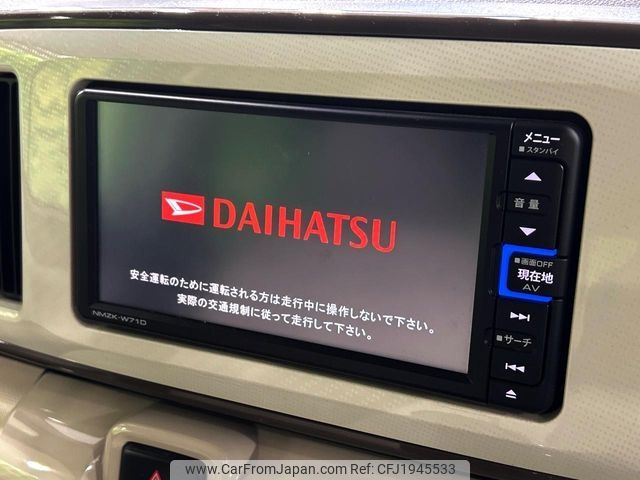 メニュー
■ スタンバイ
音量
■ 画面OFF
現在地
AV
■ サーチ
DAIHATSU
安全運転のために運転される方は走行中に操作しないで下さい。
実際の交通規制に従って走行して下さい。
NMZK-W71D
www.CarFromJapan.com STC No. CFJ1945533